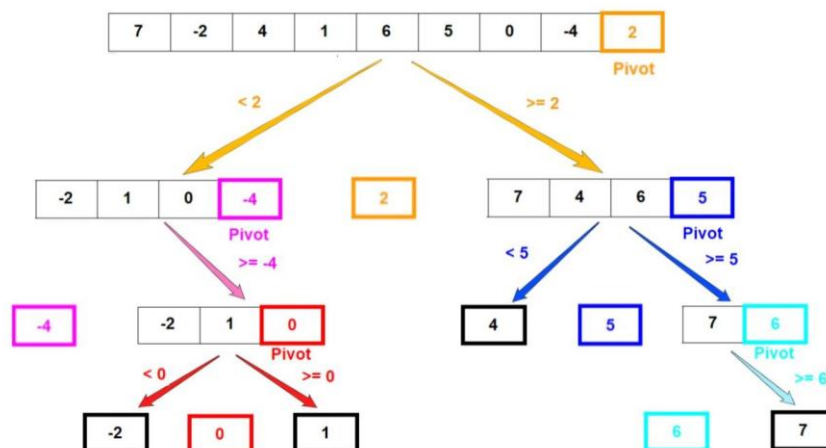 7 -2 4 1 6 5 0 -4 2
Pivot
< 2 >= 2
-2 1 0 -4 2 7 4 6 5
Pivot Pivot
>= -4 < 5 >= 5
-4 -2 1 0 4 5 7 6
Pivot Pivot
< 0 >= 0 >= 6
-2 0 1 6 7